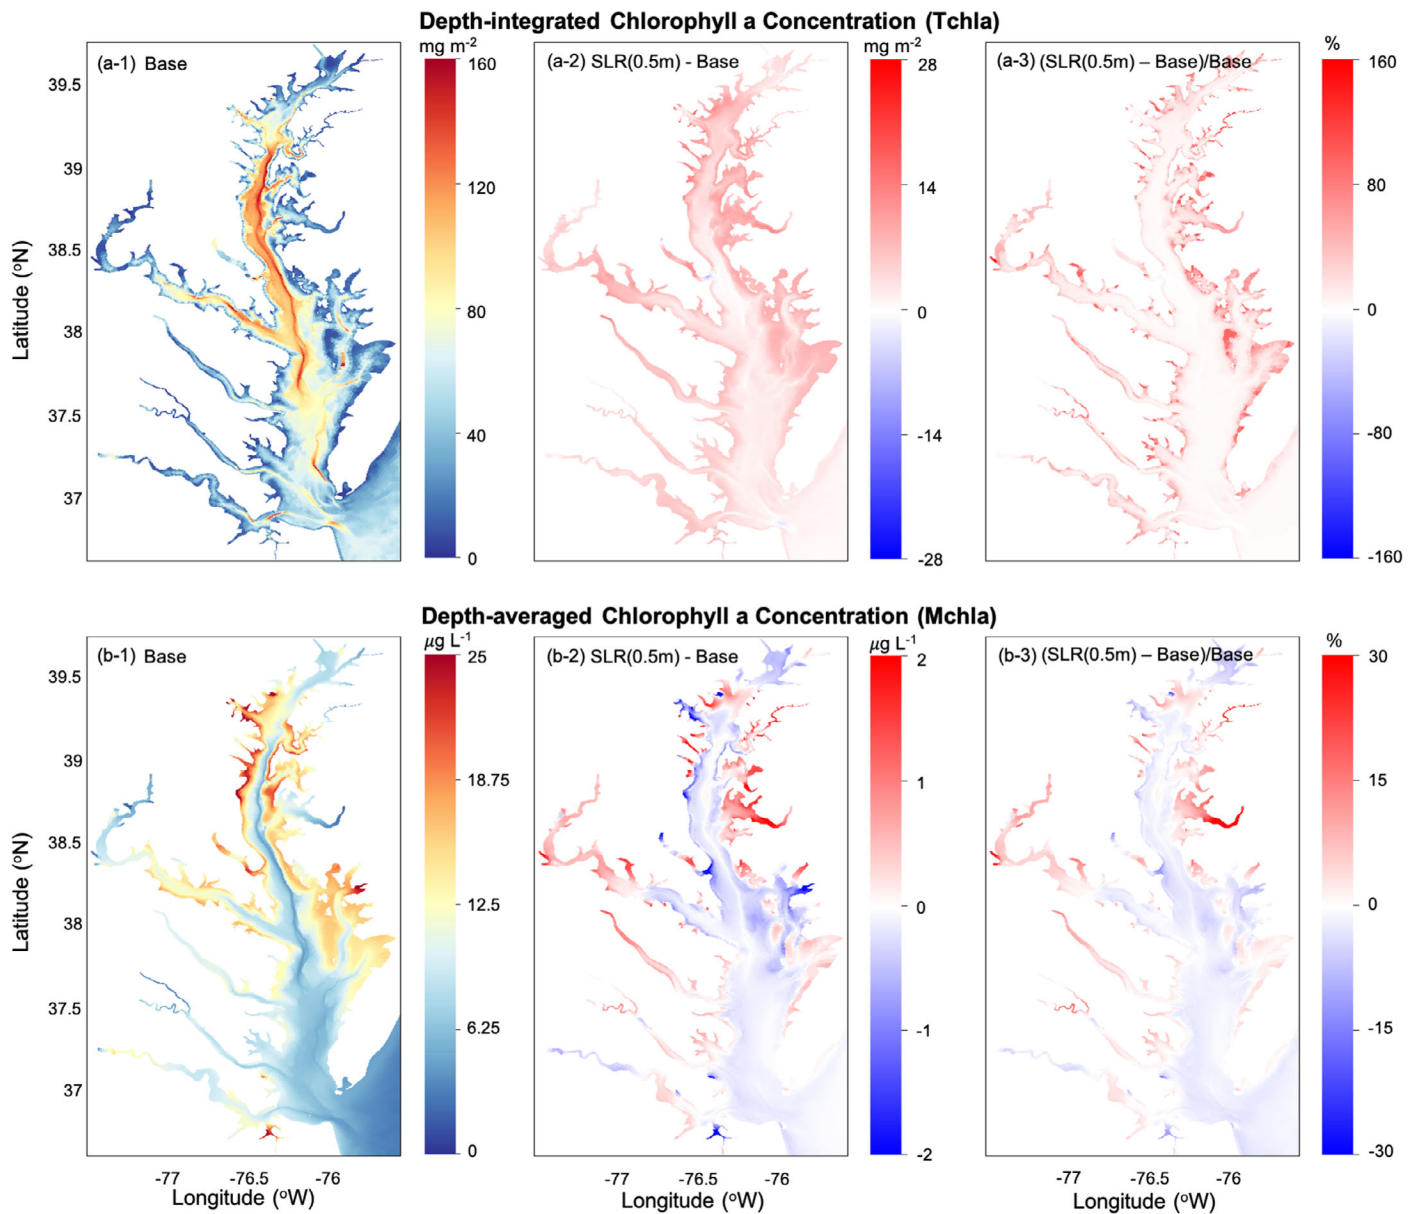 Depth-integrated Chlorophyll a Concentration (Tchla)
(a-1) Base
mg m-2
160
120
80
40
0
(a-2) SLR(0.5m) - Base
mg m-2
28
14
0
-14
-28
(a-3) (SLR(0.5m) – Base)/Base
%
160
80
0
-80
-160
39.5
39
38.5
38
37.5
37
Latitude (oN)
Depth-averaged Chlorophyll a Concentration (Mchla)
(b-1) Base
µg L-1
25
18.75
12.5
6.25
0
(b-2) SLR(0.5m) - Base
µg L-1
2
1
0
-1
-2
(b-3) (SLR(0.5m) – Base)/Base
%
30
15
0
-15
-30
39.5
39
38.5
38
37.5
37
Latitude (oN)
-77 -76.5 -76
Longitude (oW)
-77 -76.5 -76
Longitude (oW)
-77 -76.5 -76
Longitude (oW)